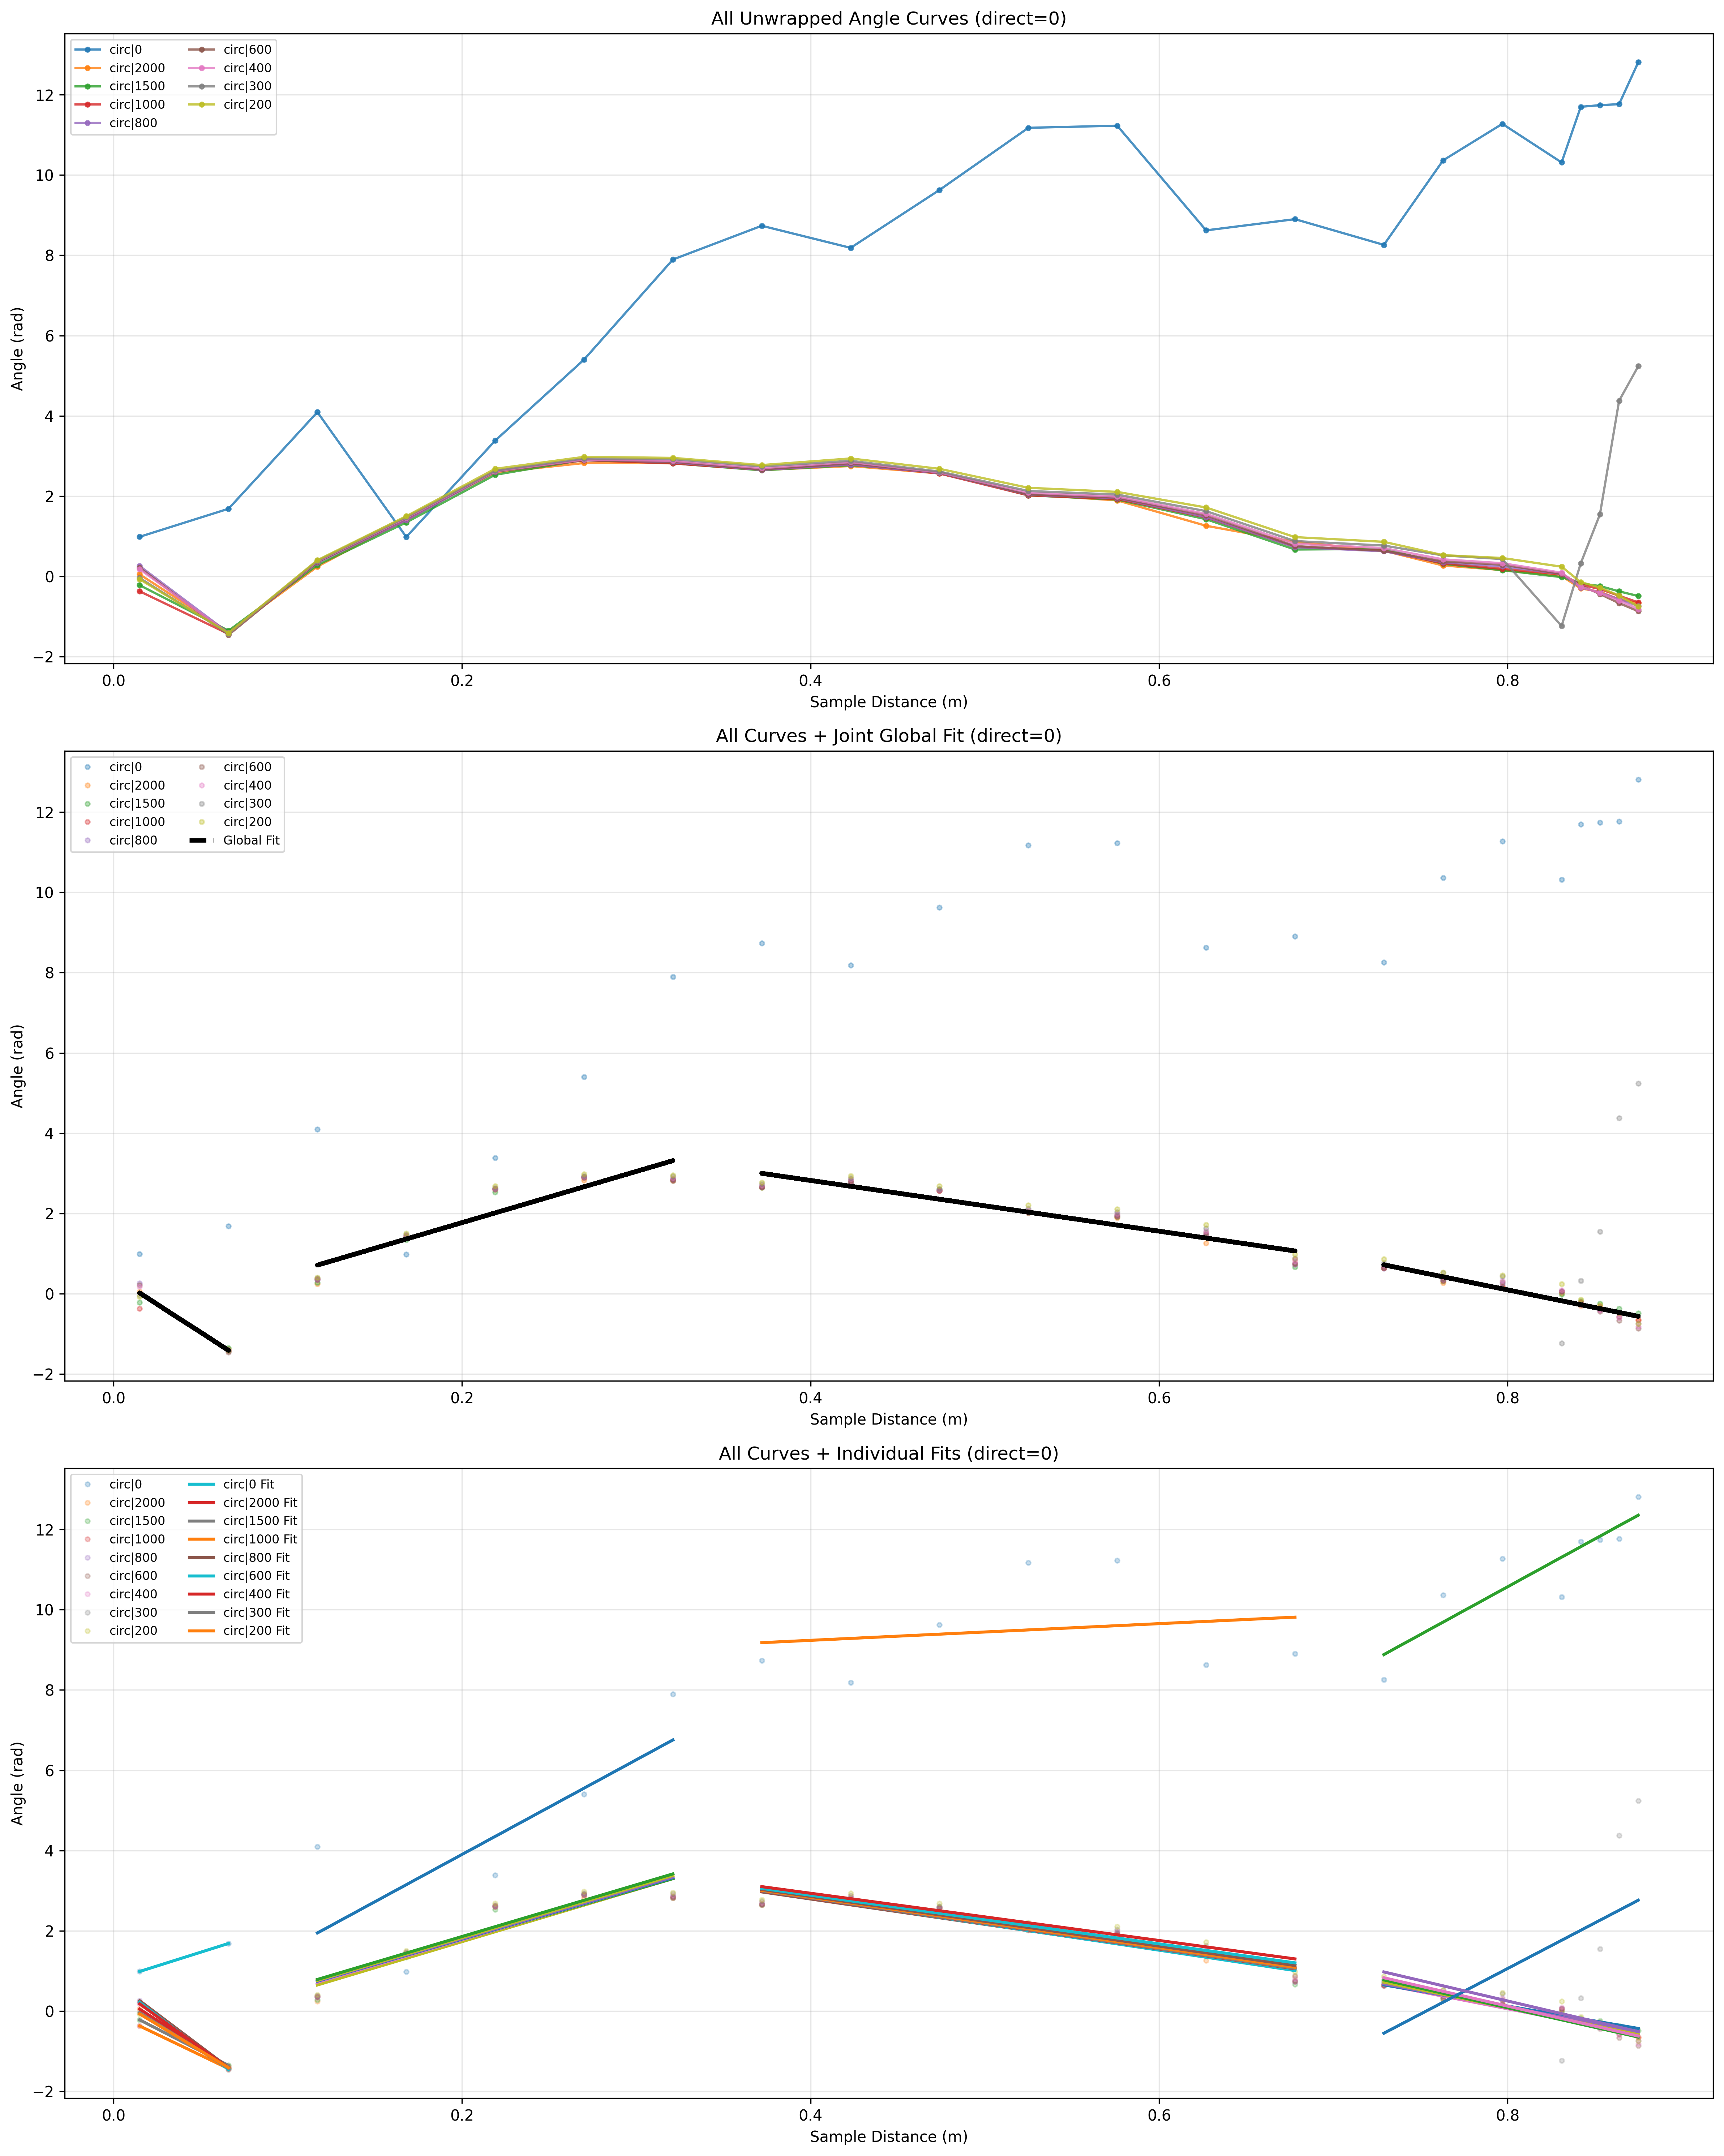 All Unwrapped Angle Curves (direct=0)
circ|0
circ|2000
circ|1500
circ|1000
circ|800
circ|600
circ|400
circ|300
circ|200
Angle (rad)
12
10
8
6
4
2
0
−2
0.0 0.2 0.4 0.6 0.8
Sample Distance (m)
All Curves + Joint Global Fit (direct=0)
circ|0
circ|2000
circ|1500
circ|1000
circ|800
circ|600
circ|400
circ|300
circ|200
Global Fit
Angle (rad)
12
10
8
6
4
2
0
−2
0.0 0.2 0.4 0.6 0.8
Sample Distance (m)
All Curves + Individual Fits (direct=0)
circ|0
circ|2000
circ|1500
circ|1000
circ|800
circ|600
circ|400
circ|300
circ|200
circ|0 Fit
circ|2000 Fit
circ|1500 Fit
circ|1000 Fit
circ|800 Fit
circ|600 Fit
circ|400 Fit
circ|300 Fit
circ|200 Fit
Angle (rad)
12
10
8
6
4
2
0
−2
0.0 0.2 0.4 0.6 0.8
Sample Distance (m)